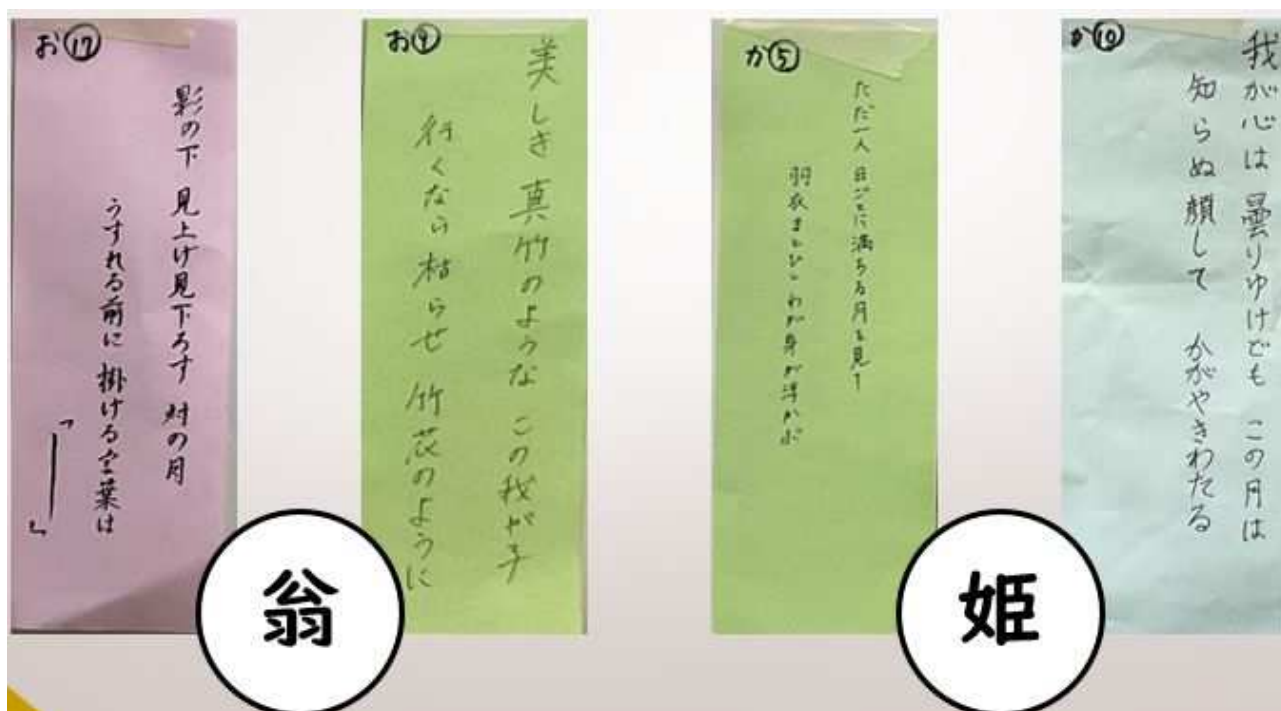 お⑰
影の下 見上げ見下ろす 対の月
うすれる前に 掛ける言葉は
「―」
お⑨
美しき 真竹のような この我が子
行くなら枯らせ 竹花のように
翁
か⑤
ただ一人 日ごとに満ちる月を見て
羽衣 わが身が浮かぶ
か⑩
我が心は 曇りゆけども この月は
知らぬ顔して かがやきわたる
姫